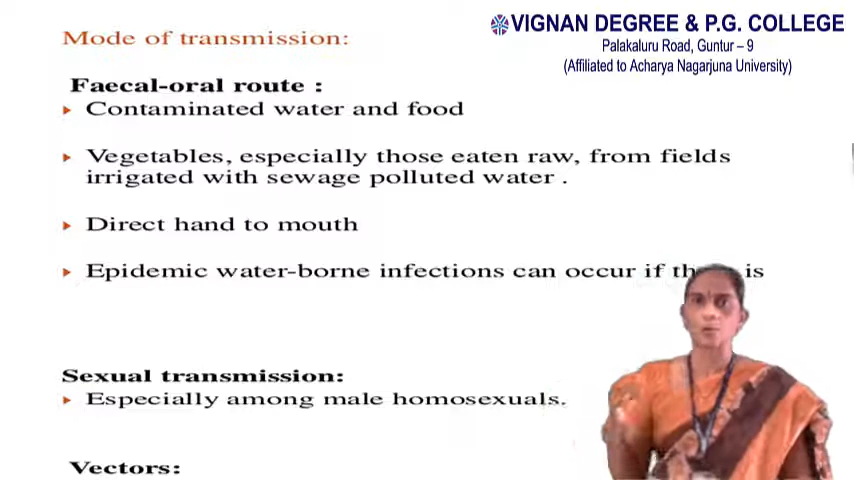 VIGNAN DEGREE & P.G. COLLEGE
Palakaluru Road, Guntur – 9
(Affiliated to Acharya Nagarjuna University)
Mode of transmission:
Faecal-oral route :
Contaminated water and food
Vegetables, especially those eaten raw, from fields
irrigated with sewage polluted water .
Direct hand to mouth
Epidemic water-borne infections can occur if is
Sexual transmission:
Especially among male homosexuals.
Vectors: